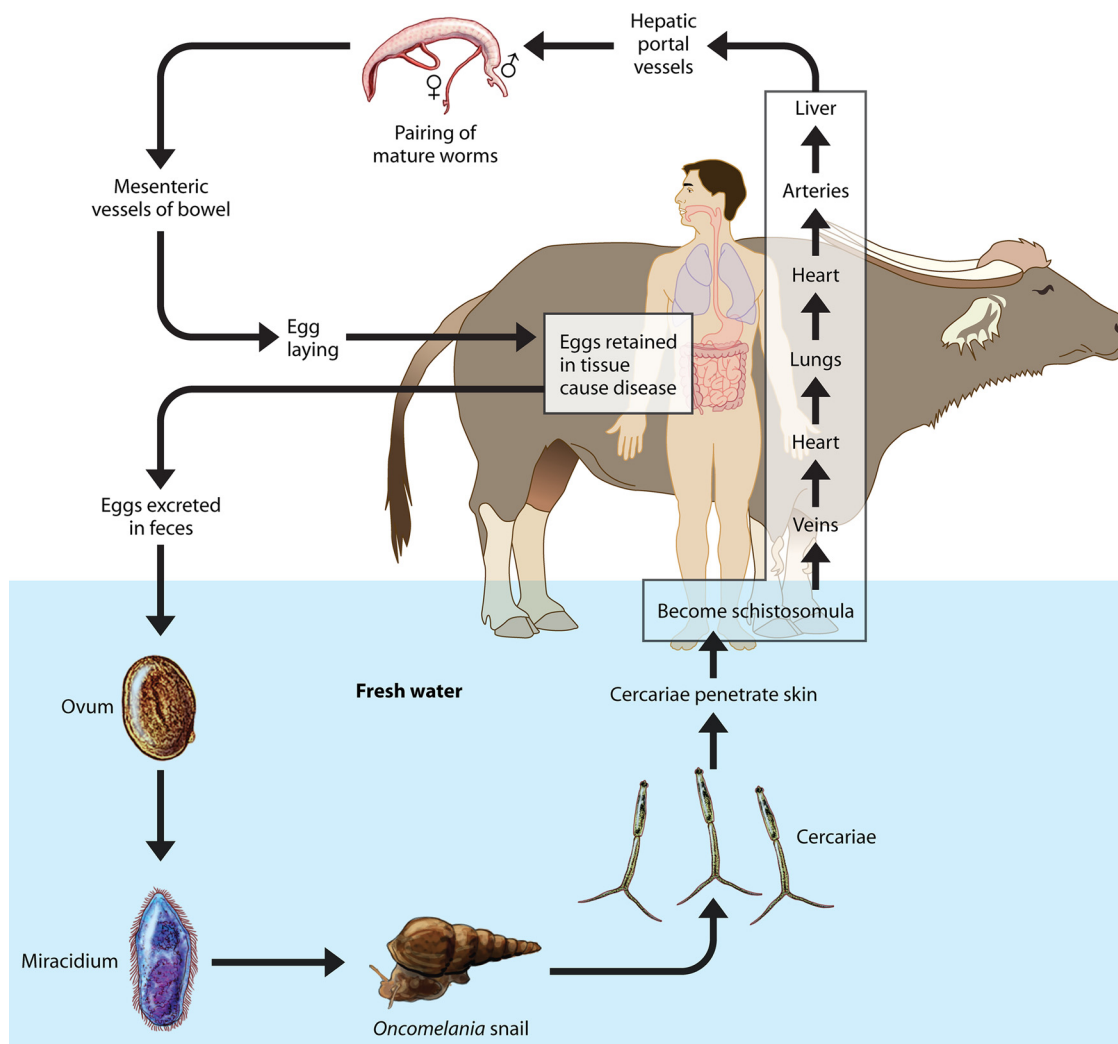 Hepatic
portal
vessels
♀
♂
Pairing of
mature worms
Mesenteric
vessels of bowel
Egg
laying
Eggs retained
in tissue
cause disease
Eggs excreted
in feces
Ovum
Miracidium
Oncomelania snail
Fresh water
Cercariae
Cercariae penetrate skin
Become schistosomula
Veins
Heart
Lungs
Heart
Arteries
Liver